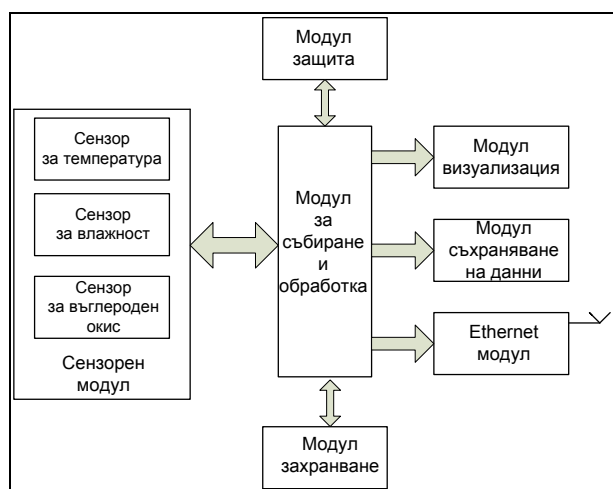 Модул
защита
Сензор
за температура
Сензор
за влажност
Сензор
за въглероден
окис
Сензорен
модул
Модул
за
събиране
и
обработка
Модул
визуализация
Модул
съхраняване
на данни
Ethernet
модул
Модул
захранване